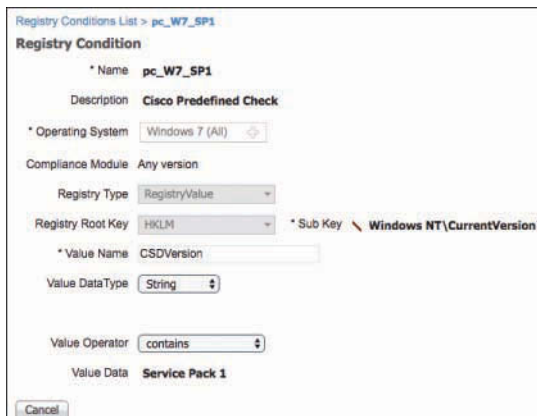 Registry Conditions List > pc_W7_SP1
Registry Condition
* Name pc_W7_SP1
Description Cisco Predefined Check
* Operating System Windows 7 (All)
Compliance Module Any version
Registry Type RegistryValue
Registry Root Key HKLM * Sub Key \ Windows NT\CurrentVersion
* Value Name CSDVersion
Value DataType String
Value Operator contains
Value Data Service Pack 1
Cancel